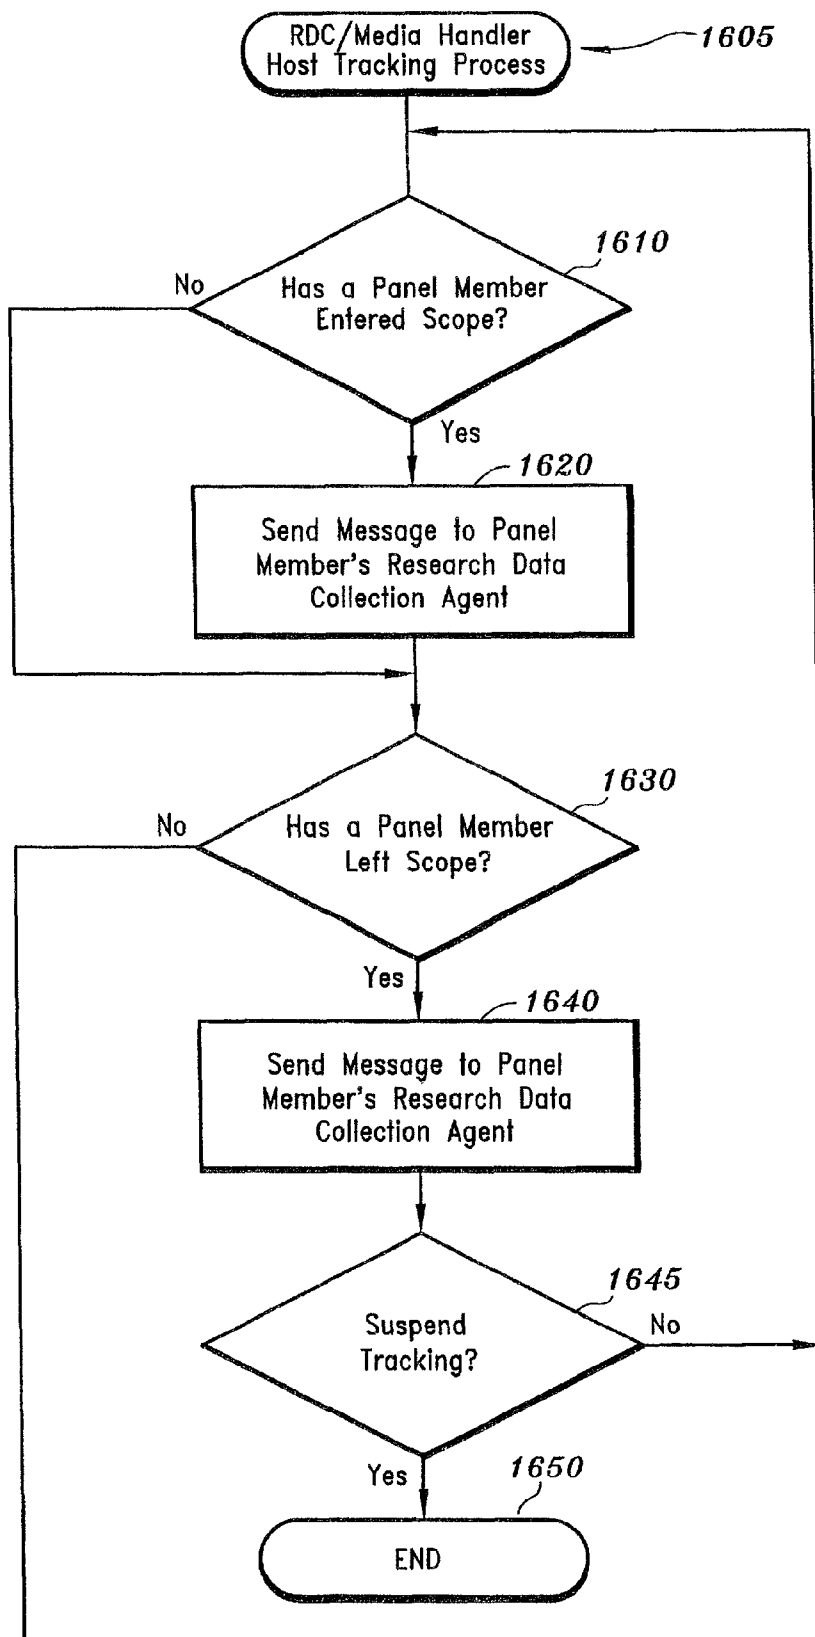 RDC/Media Handler
Host Tracking Process
1605
1610
No
Has a Panel Member
Entered Scope?
Yes
1620
Send Message to Panel
Member's Research Data
Collection Agent
1630
No
Has a Panel Member
Left Scope?
Yes
1640
Send Message to Panel
Member's Research Data
Collection Agent
1645
Suspend
Tracking?
No
Yes
1650
END